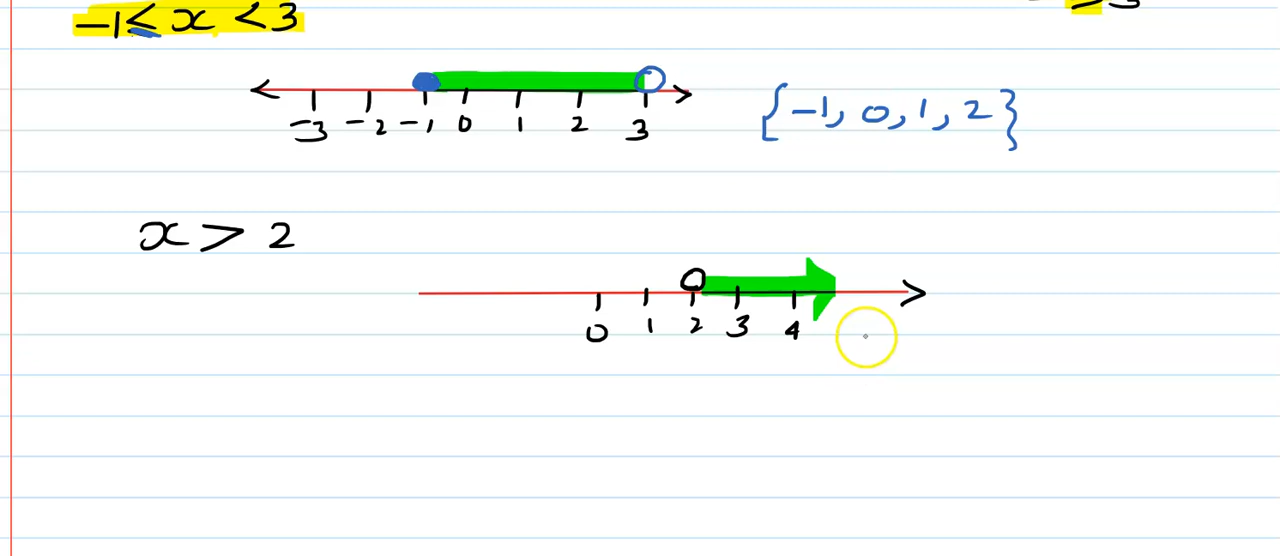 -1 ≤ x < 3
-3 -2 -1 0 1 2 3
{-1, 0, 1, 2}
x > 2
0 1 2 3 4